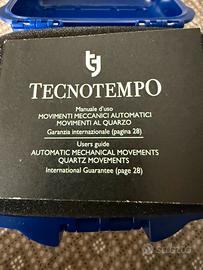 TECNOTEMPO
Manuale d'uso
MOVIMENTI MECCANICI AUTOMATICI
MOVIMENTI AL QUARZO
Garanzia internazionale (pagina 28)
Users guide
AUTOMATIC MECHANICAL MOVEMENTS
QUARTZ MOVEMENTS
International Guarantee (page 28)
subito